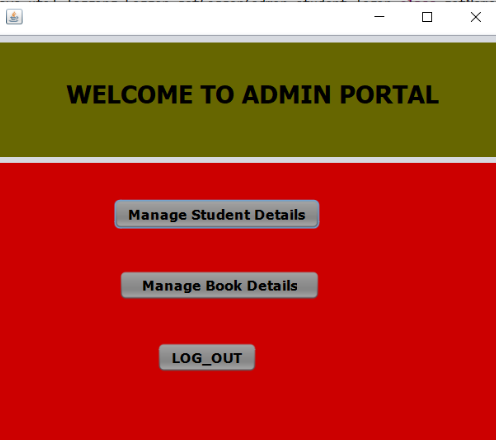 WELCOME TO ADMIN PORTAL
Manage Student Details
Manage Book Details
LOG_OUT